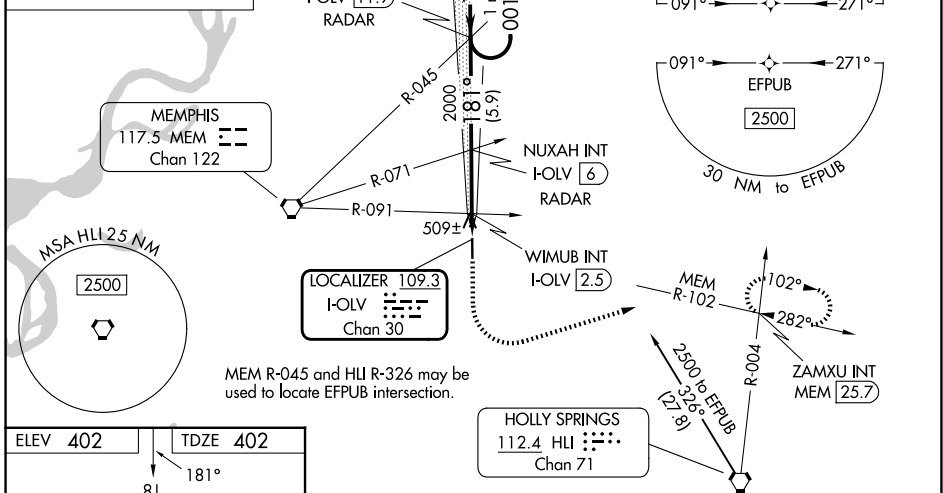 I-OLV 11.9
RADAR
091° 271°
R-045
2000
181°
(5.9)
091° 271°
EFPUB
2500
30 NM to EFPUB
MEMPHIS
117.5 MEM
Chan 122
R-071
NUXAH INT
I-OLV 6
RADAR
R-091
509±
WIMUB INT
I-OLV 2.5
MSA HLI 25 NM
2500
LOCALIZER 109.3
I-OLV
Chan 30
MEM
R-102
102°
282°
R-004
ZAMXU INT
MEM 25.7
2500 to EFPUB
326°
(27.8)
MEM R-045 and HLI R-326 may be
used to locate EFPUB intersection.
HOLLY SPRINGS
112.4 HLI
Chan 71
ELEV 402
TDZE 402
181°